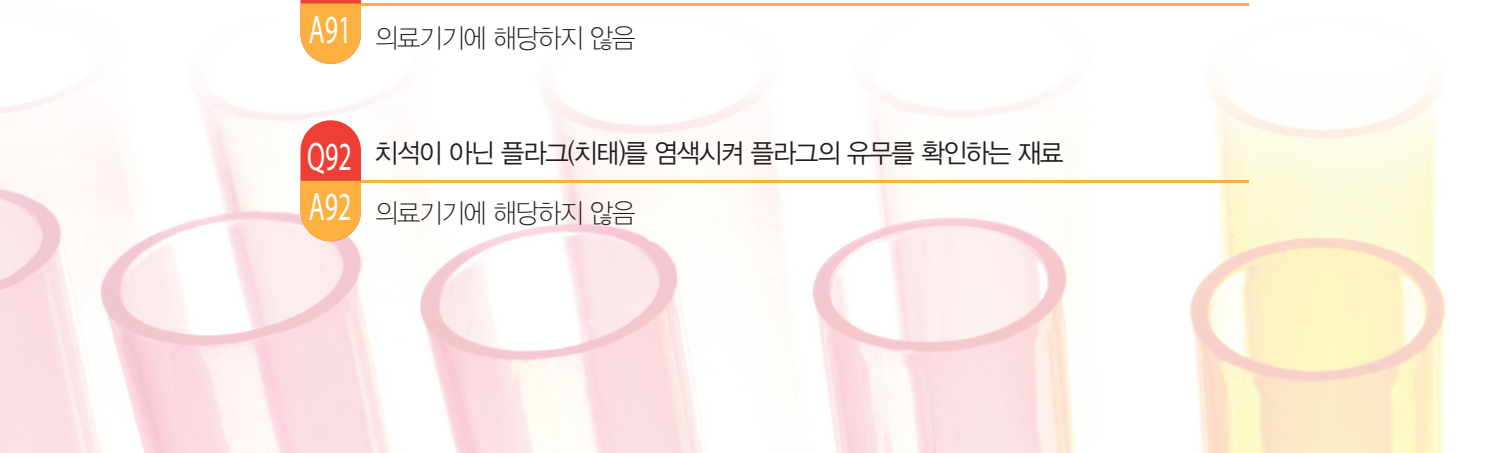 A91 의료기기에 해당하지 않음
Q92 치석이 아닌 플라그(치태)를 염색시켜 플라그의 유무를 확인하는 재료
A92 의료기기에 해당하지 않음